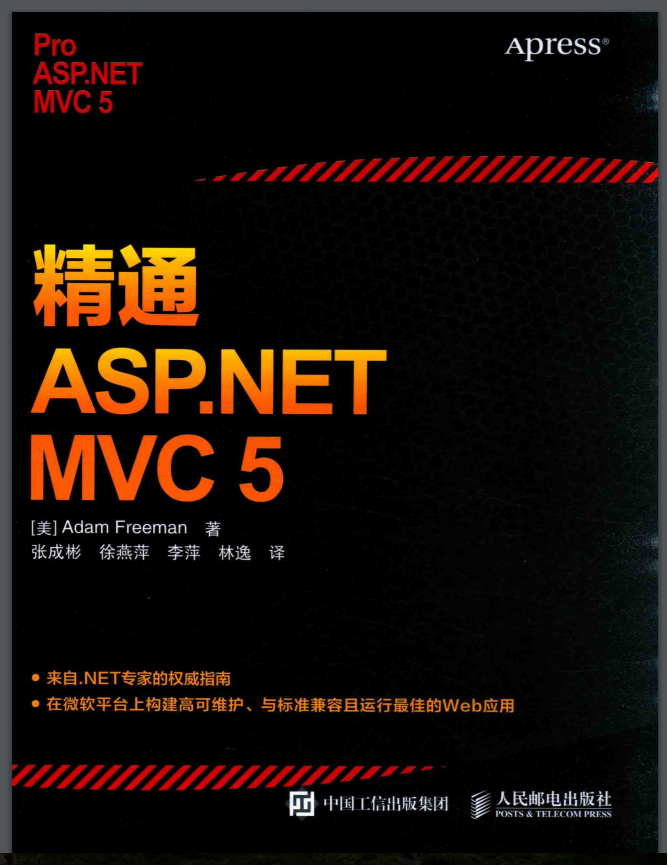 Pro
ASP.NET
MVC 5
Apress®
精通
ASP.NET
MVC 5
[美] Adam Freeman 著
张成彬 徐燕萍 李萍 林逸 译
• 来自.NET专家的权威指南
• 在微软平台上构建高可维护、与标准兼容且运行最佳的Web应用
中国工信出版集团
人民邮电出版社
POSTS & TELECOM PRESS